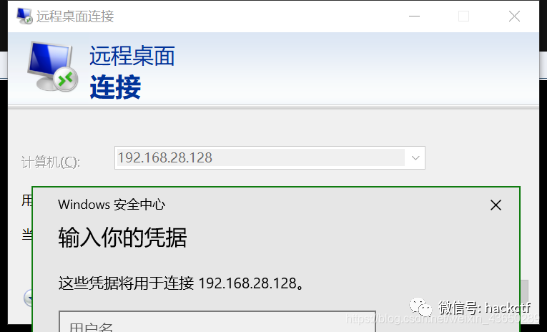 远程桌面连接
远程桌面
连接
计算机(C):
192.168.28.128
Windows 安全中心
输入你的凭据
这些凭据将用于连接 192.168.28.128。
用户名
微信号: hackctf